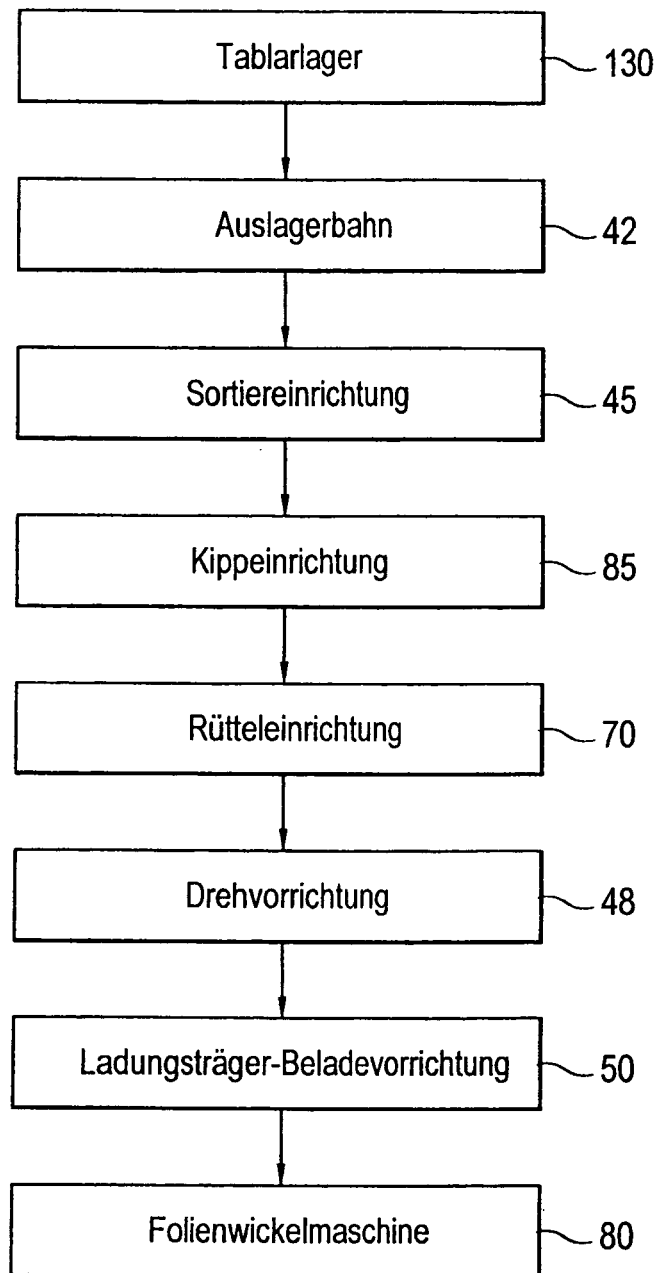 Tablarlager 130
Auslagerbahn 42
Sortiereinrichtung 45
Kippeinrichtung 85
Rütteleinrichtung 70
Drehvorrichtung 48
Ladungsträger-Beladevorrichtung 50
Folienwickelmaschine 80